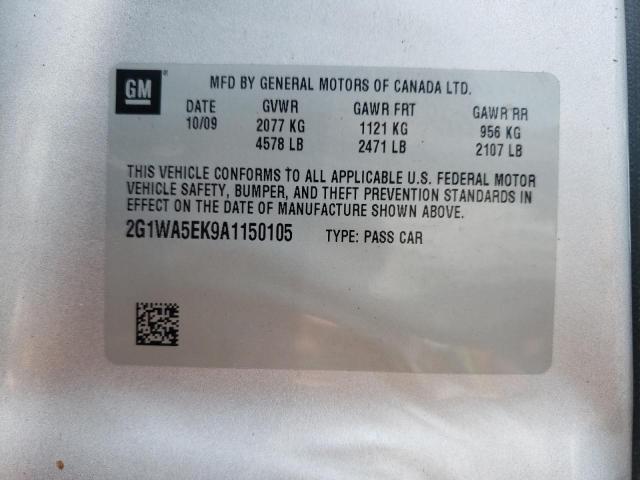 GM ® MFD BY GENERAL MOTORS OF CANADA LTD.
DATE GVWR GAWR FRT GAWR RR
10/09 2077 KG 1121 KG 956 KG
4578 LB 2471 LB 2107 LB
THIS VEHICLE CONFORMS TO ALL APPLICABLE U.S. FEDERAL MOTOR
VEHICLE SAFETY, BUMPER, AND THEFT PREVENTION STANDARDS IN
EFFECT ON THE DATE OF MANUFACTURE SHOWN ABOVE.
2G1WA5EK9A1150105 TYPE: PASS CAR